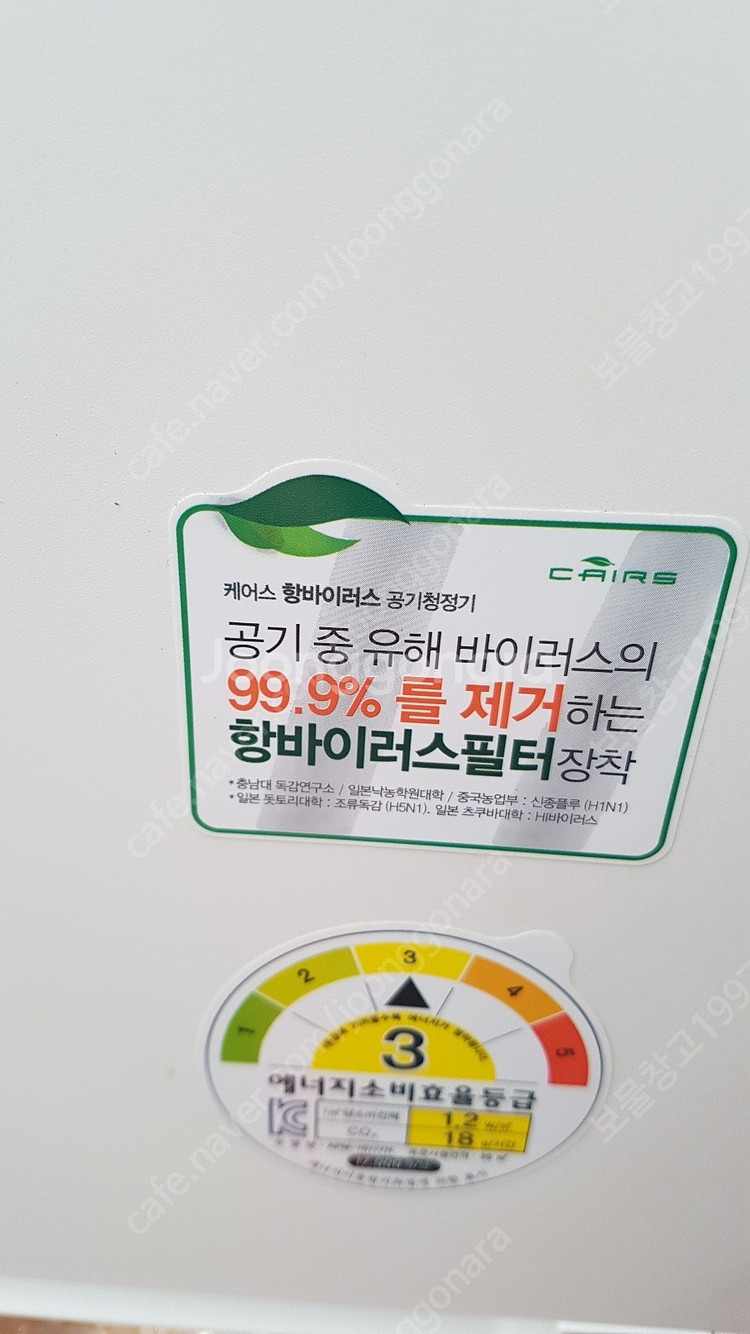 cafe.naver.com/joonggonara
보물창고199
CAIRS
케어스 항바이러스 공기청정기
공기 중 유해 바이러스의
Joonggonara
99.9% 를 제거하는
항바이러스필터장착
*충남대 독감연구소 / 일본낙농학원대학 / 중국농업부 : 신종플루 (H1N1)
*일본 돗토리대학 : 조류독감 (H5N1). 일본 츠쿠바대학 : HI바이러스
1 2 3 4 5
3
에너지소비효율등급
1.2
CO₂
18